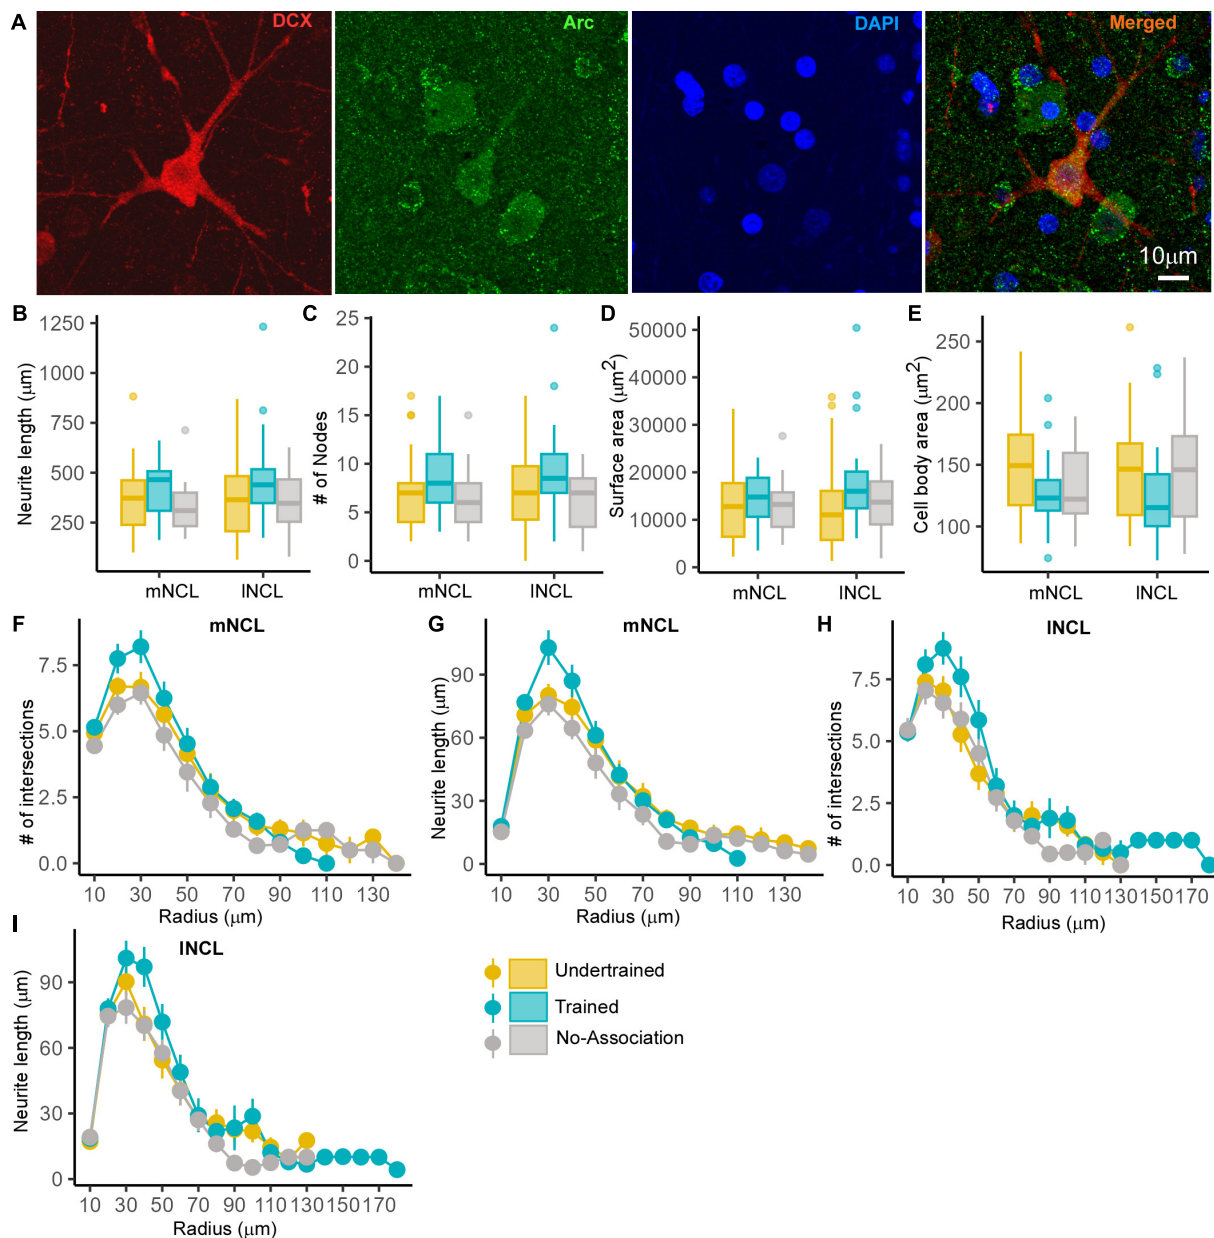 A DCX Arc DAPI Merged
10μm
B C D E
1250 1000 750 500 250
Neurite length (μm)
mNCL lNCL
25 20 15 10 5 0
# of Nodes
mNCL lNCL
50000 40000 30000 20000 10000 0
Surface area (μm2)
mNCL lNCL
250 200 150 100
Cell body area (μm2)
mNCL lNCL
F mNCL
7.5 5.0 2.5 0.0
# of intersections
10 30 50 70 90 110 130
Radius (μm)
G mNCL
90 60 30 0
Neurite length (μm)
10 30 50 70 90 110 130
Radius (μm)
H lNCL
7.5 5.0 2.5 0.0
# of intersections
10 30 50 70 90 110 130 150 170
Radius (μm)
I lNCL
90 60 30 0
Neurite length (μm)
10 30 50 70 90 110 130 150 170
Radius (μm)
Undertrained
Trained
No-Association